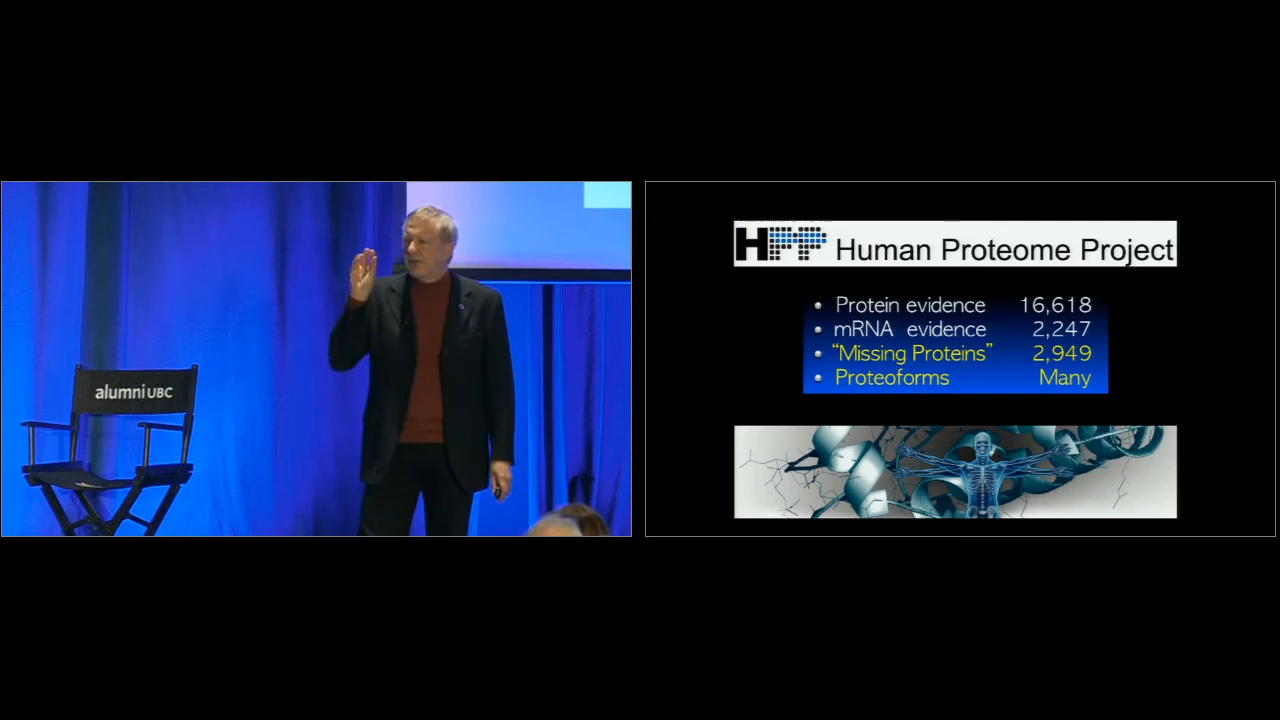 alumni UBC
HPP Human Proteome Project
Protein evidence 16,618
mRNA evidence 2,247
“Missing Proteins” 2,949
Proteoforms Many